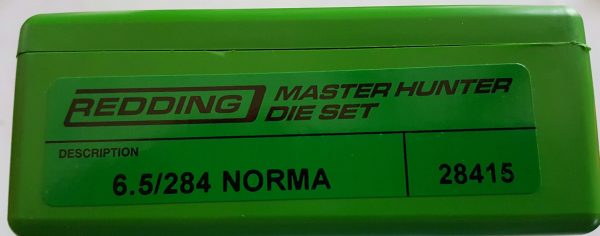 REDDING MASTER HUNTER
DIE SET
DESCRIPTION
6.5/284 NORMA 28415